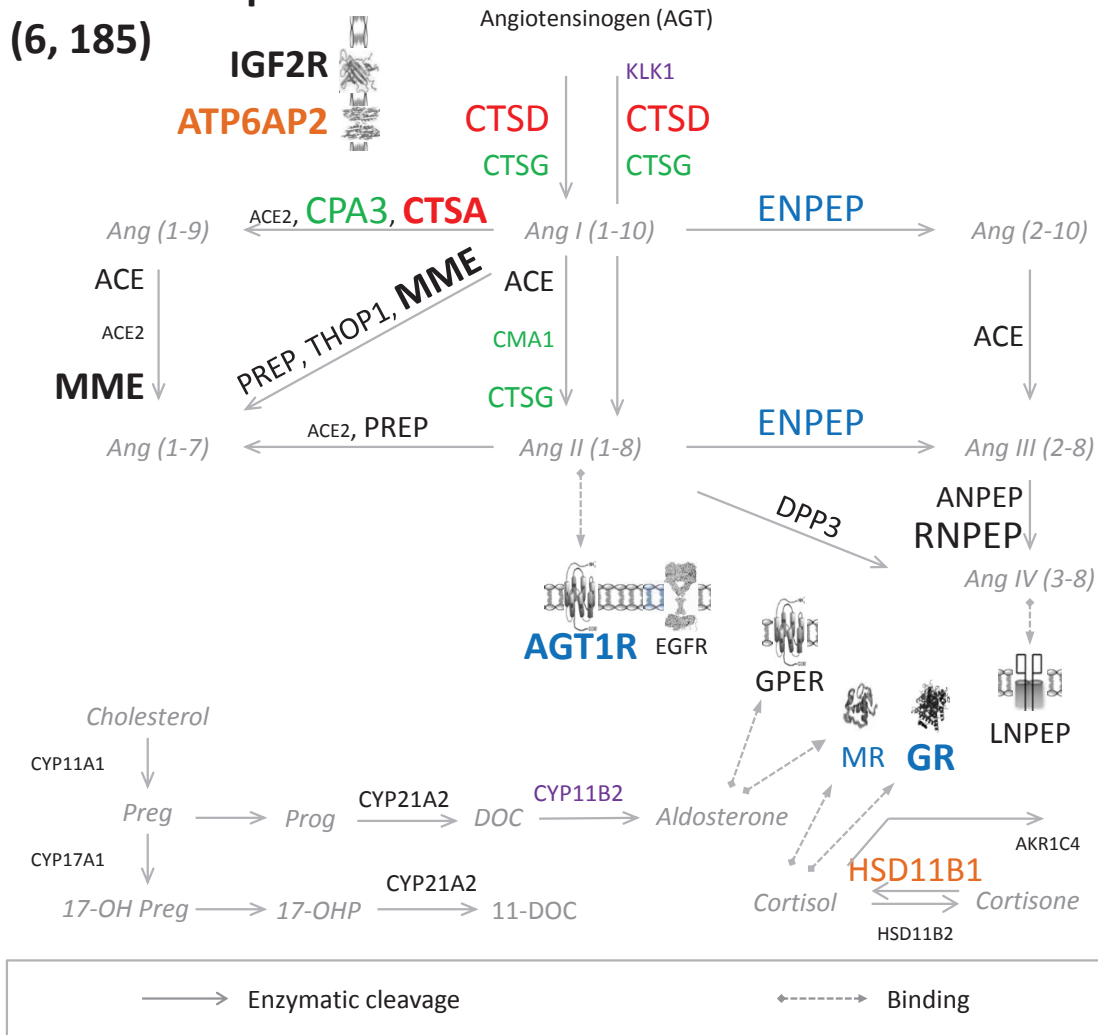 (6, 185)
Angiotensinogen (AGT)
IGF2R
KLK1
ATP6AP2
CTSD
CTSD
CTSG
CTSG
ACE2, CPA3, CTSA
ENPEP
Ang (1-9)
Ang I (1-10)
Ang (2-10)
ACE
PREP, THOP1, MME
ACE
ACE2
CMA1
ACE
MME
CTSG
ACE2, PREP
ENPEP
Ang (1-7)
Ang II (1-8)
Ang III (2-8)
DPP3
ANPEP
RNPEP
Ang IV (3-8)
AGT1R
EGFR
GPER
LNPEP
MR
GR
Cholesterol
CYP11A1
Preg
Prog
CYP21A2
DOC
CYP11B2
Aldosterone
CYP17A1
AKR1C4
HSD11B1
17-OH Preg
17-OHP
CYP21A2
11-DOC
Cortisol
Cortisone
HSD11B2
Enzymatic cleavage
Binding